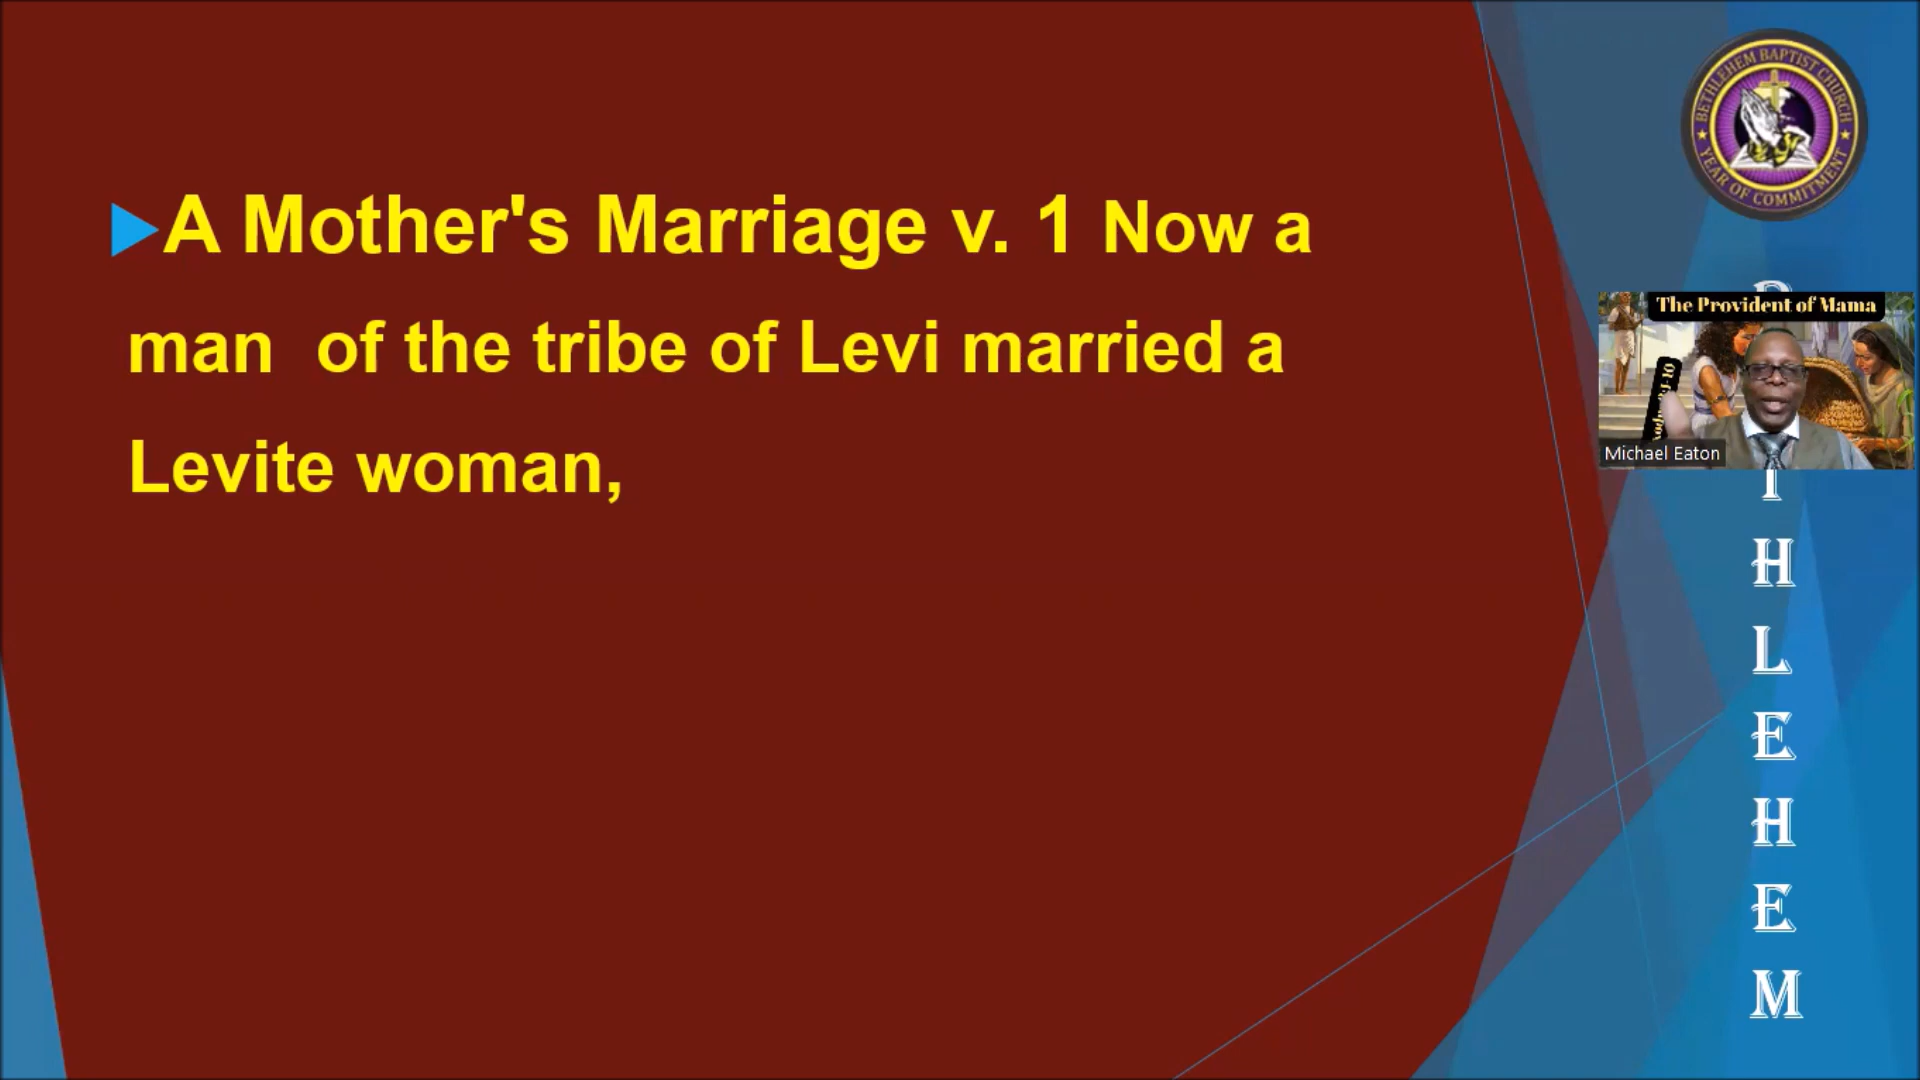 A Mother's Marriage v. 1 Now a
man  of the tribe of Levi married a
Levite woman,
BETHLEHEM BAPTIST CHURCH
YEAR OF COMMITMENT
The Provident of Mama
Michael Eaton
T
H
L
E
H
E
M